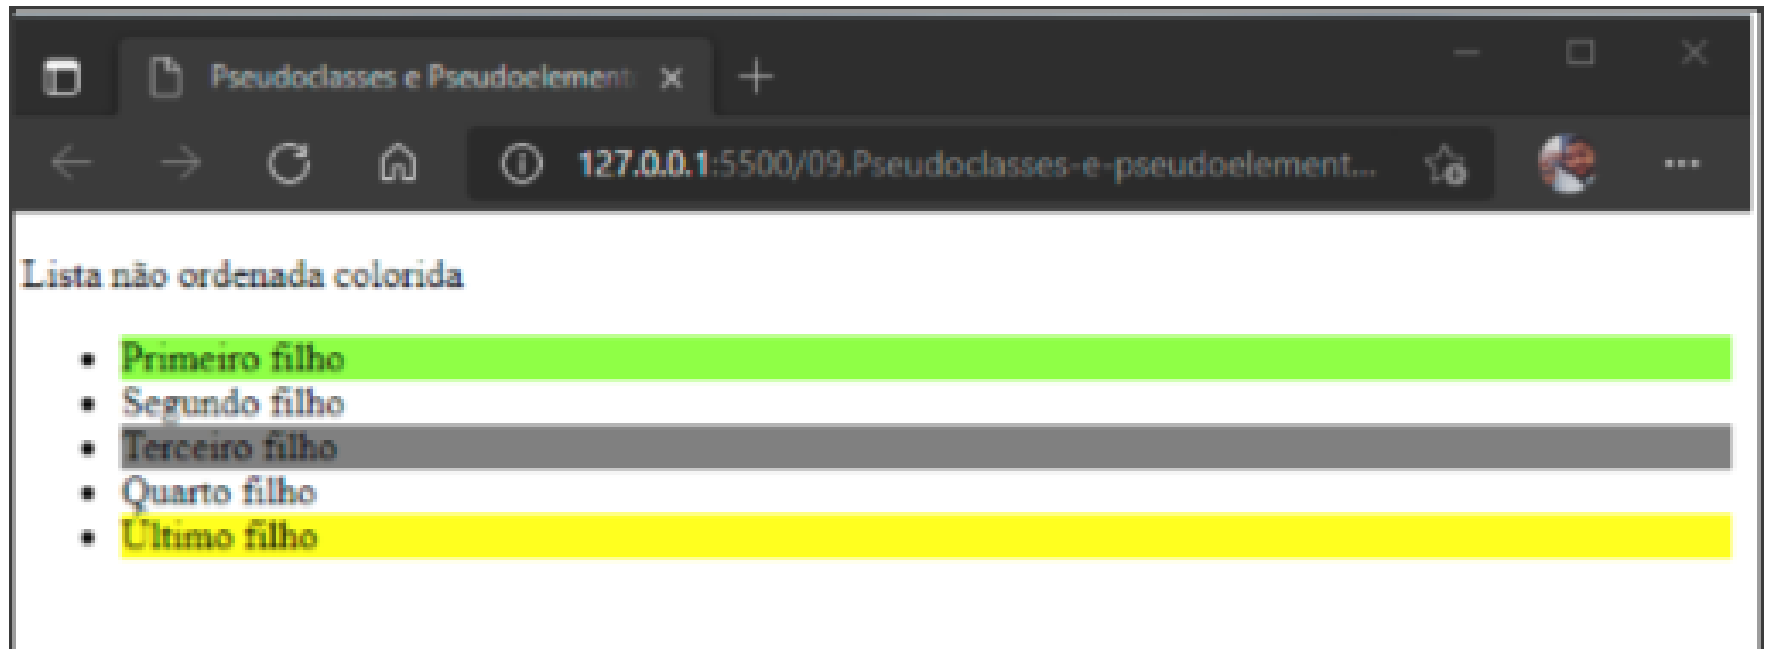 Pseudoclasses e Pseudoelement
127.0.0.1:5500/09.Pseudoclasses-e-pseudoelement...
Lista não ordenada colorida
Primeiro filho
Segundo filho
Terceiro filho
Quarto filho
Último filho